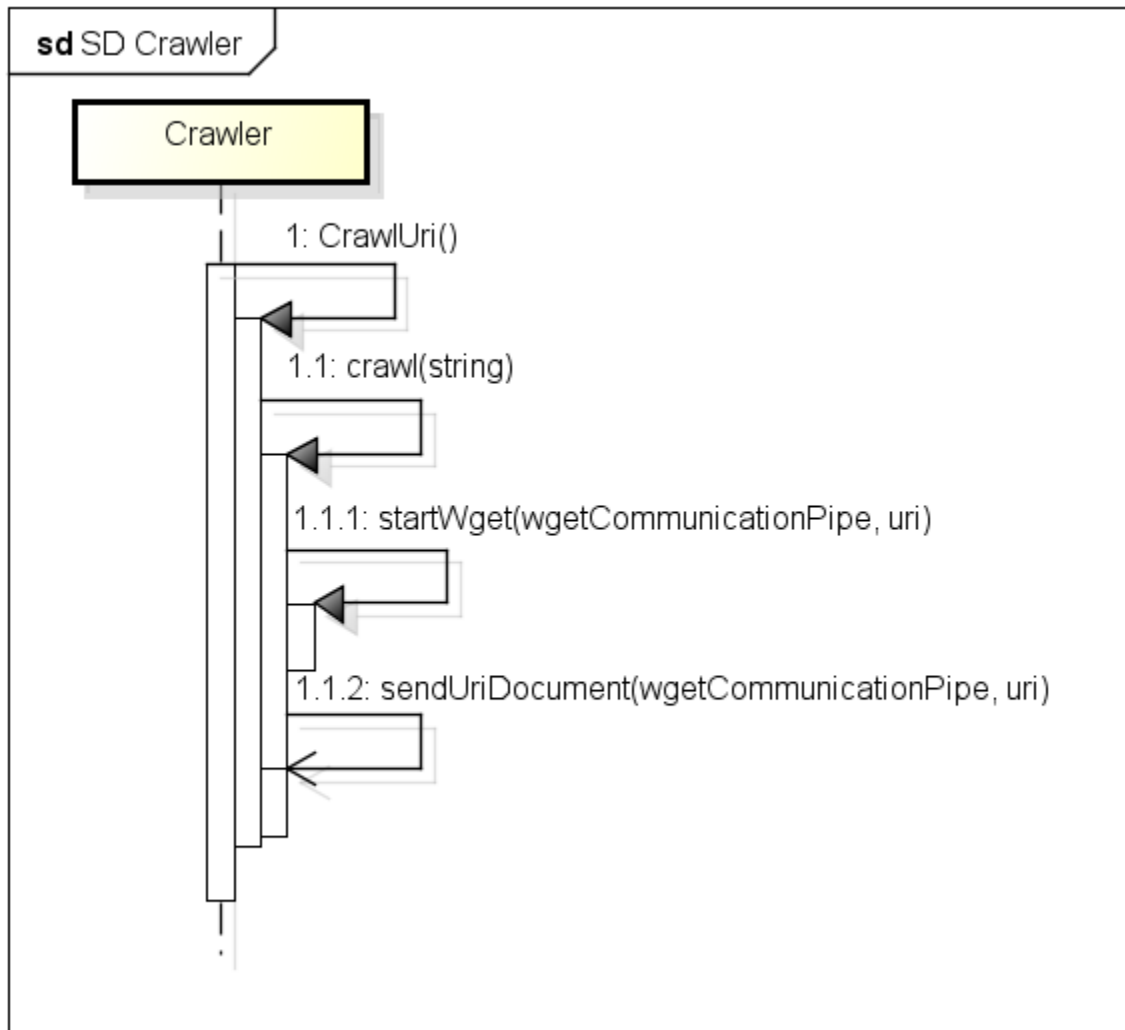 sd SD Crawler
Crawler
1: CrawlUri()
1.1: crawl(string)
1.1.1: startWget(wgetCommunicationPipe, uri)
1.1.2: sendUriDocument(wgetCommunicationPipe, uri)